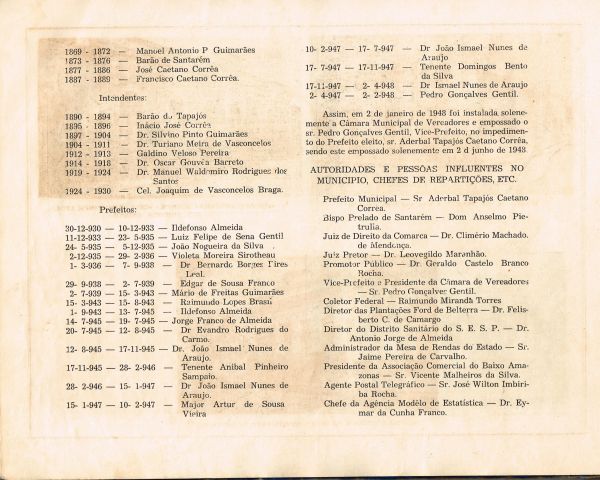 1869 - 1872 — Manoel Antonio P Guimarães
1873 - 1876 — Barão de Santarém
1877 - 1886 — José Caetano Corrêa
1887 - 1889 — Francisco Caetano Corrêa.
Intendentes:
1890 - 1894 — Barão do Tapajós
1895 - 1896 — Inácio José Corrêa
1897 - 1904 — Dr. Silvino Pinto Guimarães
1904 - 1911 — Dr. Turiano Meira de Vasconcelos
1912 - 1913 — Galdino Veloso Pereira
1914 - 1918 — Dr. Oscar Gouvêa Barreto
1919 - 1924 — Dr. Manoel Waldomiro Rodrigues dos
Santos
1924 - 1930 — Cel. Joaquim de Vasconcelos Braga.
Prefeitos:
30-12-930 — 10-12-933 — Ildefonso Almeida
11-12-933 — 23- 5-935 — Luiz Felipe de Sena Gentil
24- 5-935 — 5-12-935 — João Nogueira da Silva
2-12-935 — 29- 2-936 — Violeta Moreira Sirotheau
1- 3-936 — 7- 9-938 — Dr Bernardo Borges Pires
Leal.
29- 9-938 — 2- 7-939 — Edgar de Sousa Franco
2- 7-939 — 15- 3-943 — Mário de Freitas Guimarães
15- 3-943 — 15- 8-943 — Raimundo Lopes Brasil
1- 9-943 — 13- 7-945 — Ildefonso Almeida
14- 7-945 — 19- 7-945 — Jorge Franco de Almeida
20- 7-945 — 12- 8-945 — Dr Evandro Rodrigues do
Carmo.
12- 8-945 — 17-11-945 — Dr. João Ismael Nunes de
Araujo.
17-11-945 — 28- 2-946 — Tenente Anibal Pinheiro
Sampaio.
28- 2-946 — 15- 1-947 — Dr João Ismael Nunes de
Araujo.
15- 1-947 — 10- 2-947 — Major Artur de Sousa
Vieira
10- 2-947 — 17- 7-947 — Dr João Ismael Nunes de
Araujo
17- 7-947 — 17-11-947 — Tenente Domingos Bento
da Silva
17-11-947 — 2- 4-948 — Dr Ismael Nunes de Araujo
2- 4-947 — 2- 2-948 — Pedro Gonçalves Gentil.
Assim, em 2 de janeiro de 1948 foi instalada solene-
mente a Câmara Municipal de Vereadores e empossado o
sr. Pedro Gonçalves Gentil, Vice-Prefeito, no impedimen-
to do Prefeito eleito, sr. Aderbal Tapajós Caetano Corrêa,
sendo este empossado solenemente em 2 d junho de 1948.
AUTORIDADES E PESSÔAS INFLUENTES NO
MUNICIPIO, CHEFES DE REPARTIÇÕES, ETC.
Prefeito Municipal — Sr Aderbal Tapajós Caetano
Correa.
Bispo Prelado de Santarém — Dom Anselmo Pie-
trulla.
Juiz de Direito da Comarca — Dr. Climério Machado.
de Mendonça.
Juiz Pretor — Dr. Leovegildo Maranhão.
Promotor Público — Dr. Geraldo Castelo Branco
Rocha.
Vice-Prefeito e Presidente da Câmara de Vereadores
— Sr. Pedro Gonçalves Gentil.
Coletor Federal — Raimundo Miranda Torres
Diretor das Plantações Ford de Belterra — Dr. Felis-
berto C. de Camargo
Diretor do Distrito Sanitário do S. E. S. P. — Dr.
Antonio Jorge de Almeida
Administrador da Mesa de Rendas do Estado — Sr.
Jaime Pereira de Carvalho.
Presidente da Associação Comercial do Baixo Ama-
zonas — Sr. Vicente Malheiros da Silva.
Agente Postal Telegráfico — Sr. José Wilton Imbiri-
ba Rocha.
Chefe da Agência Modêlo de Estatística — Dr. Ey-
mar da Cunha Franco.